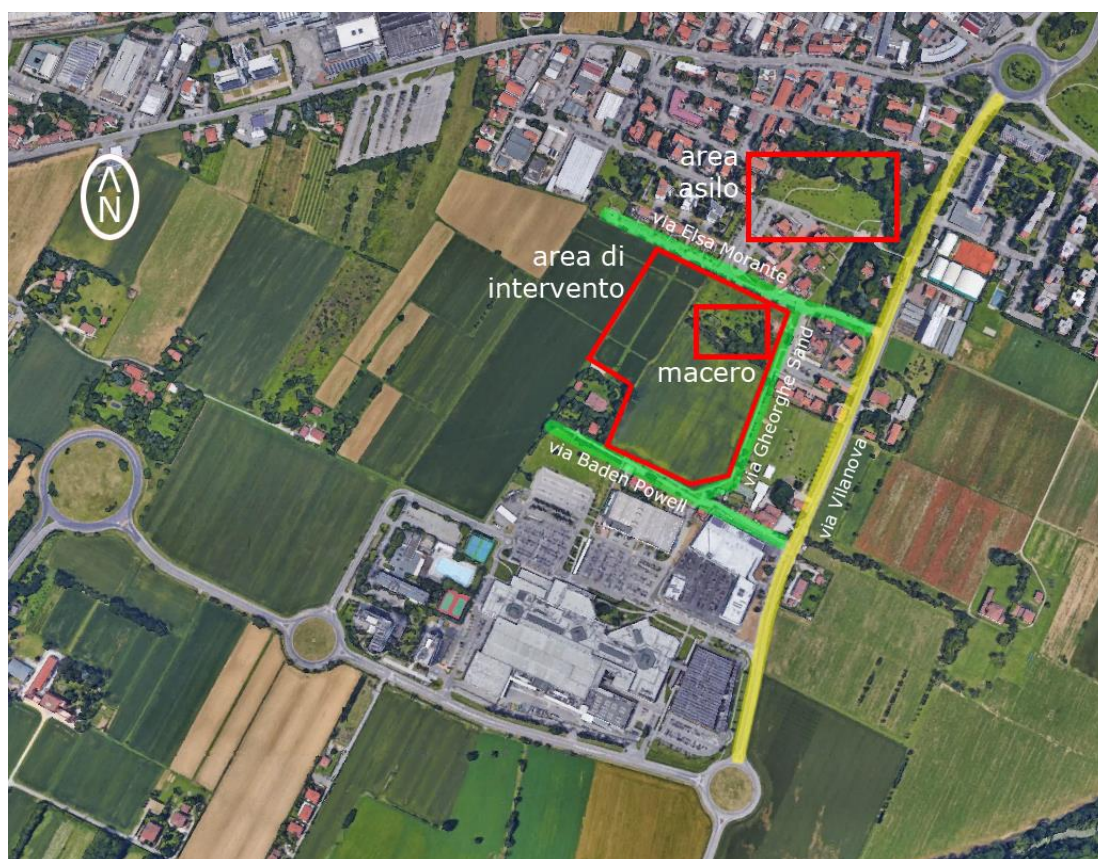 area
asilo
via Elsa Morante
N
area di
intervento
macero
via Gheorghe Sand
via Baden Powell
via Vilanova